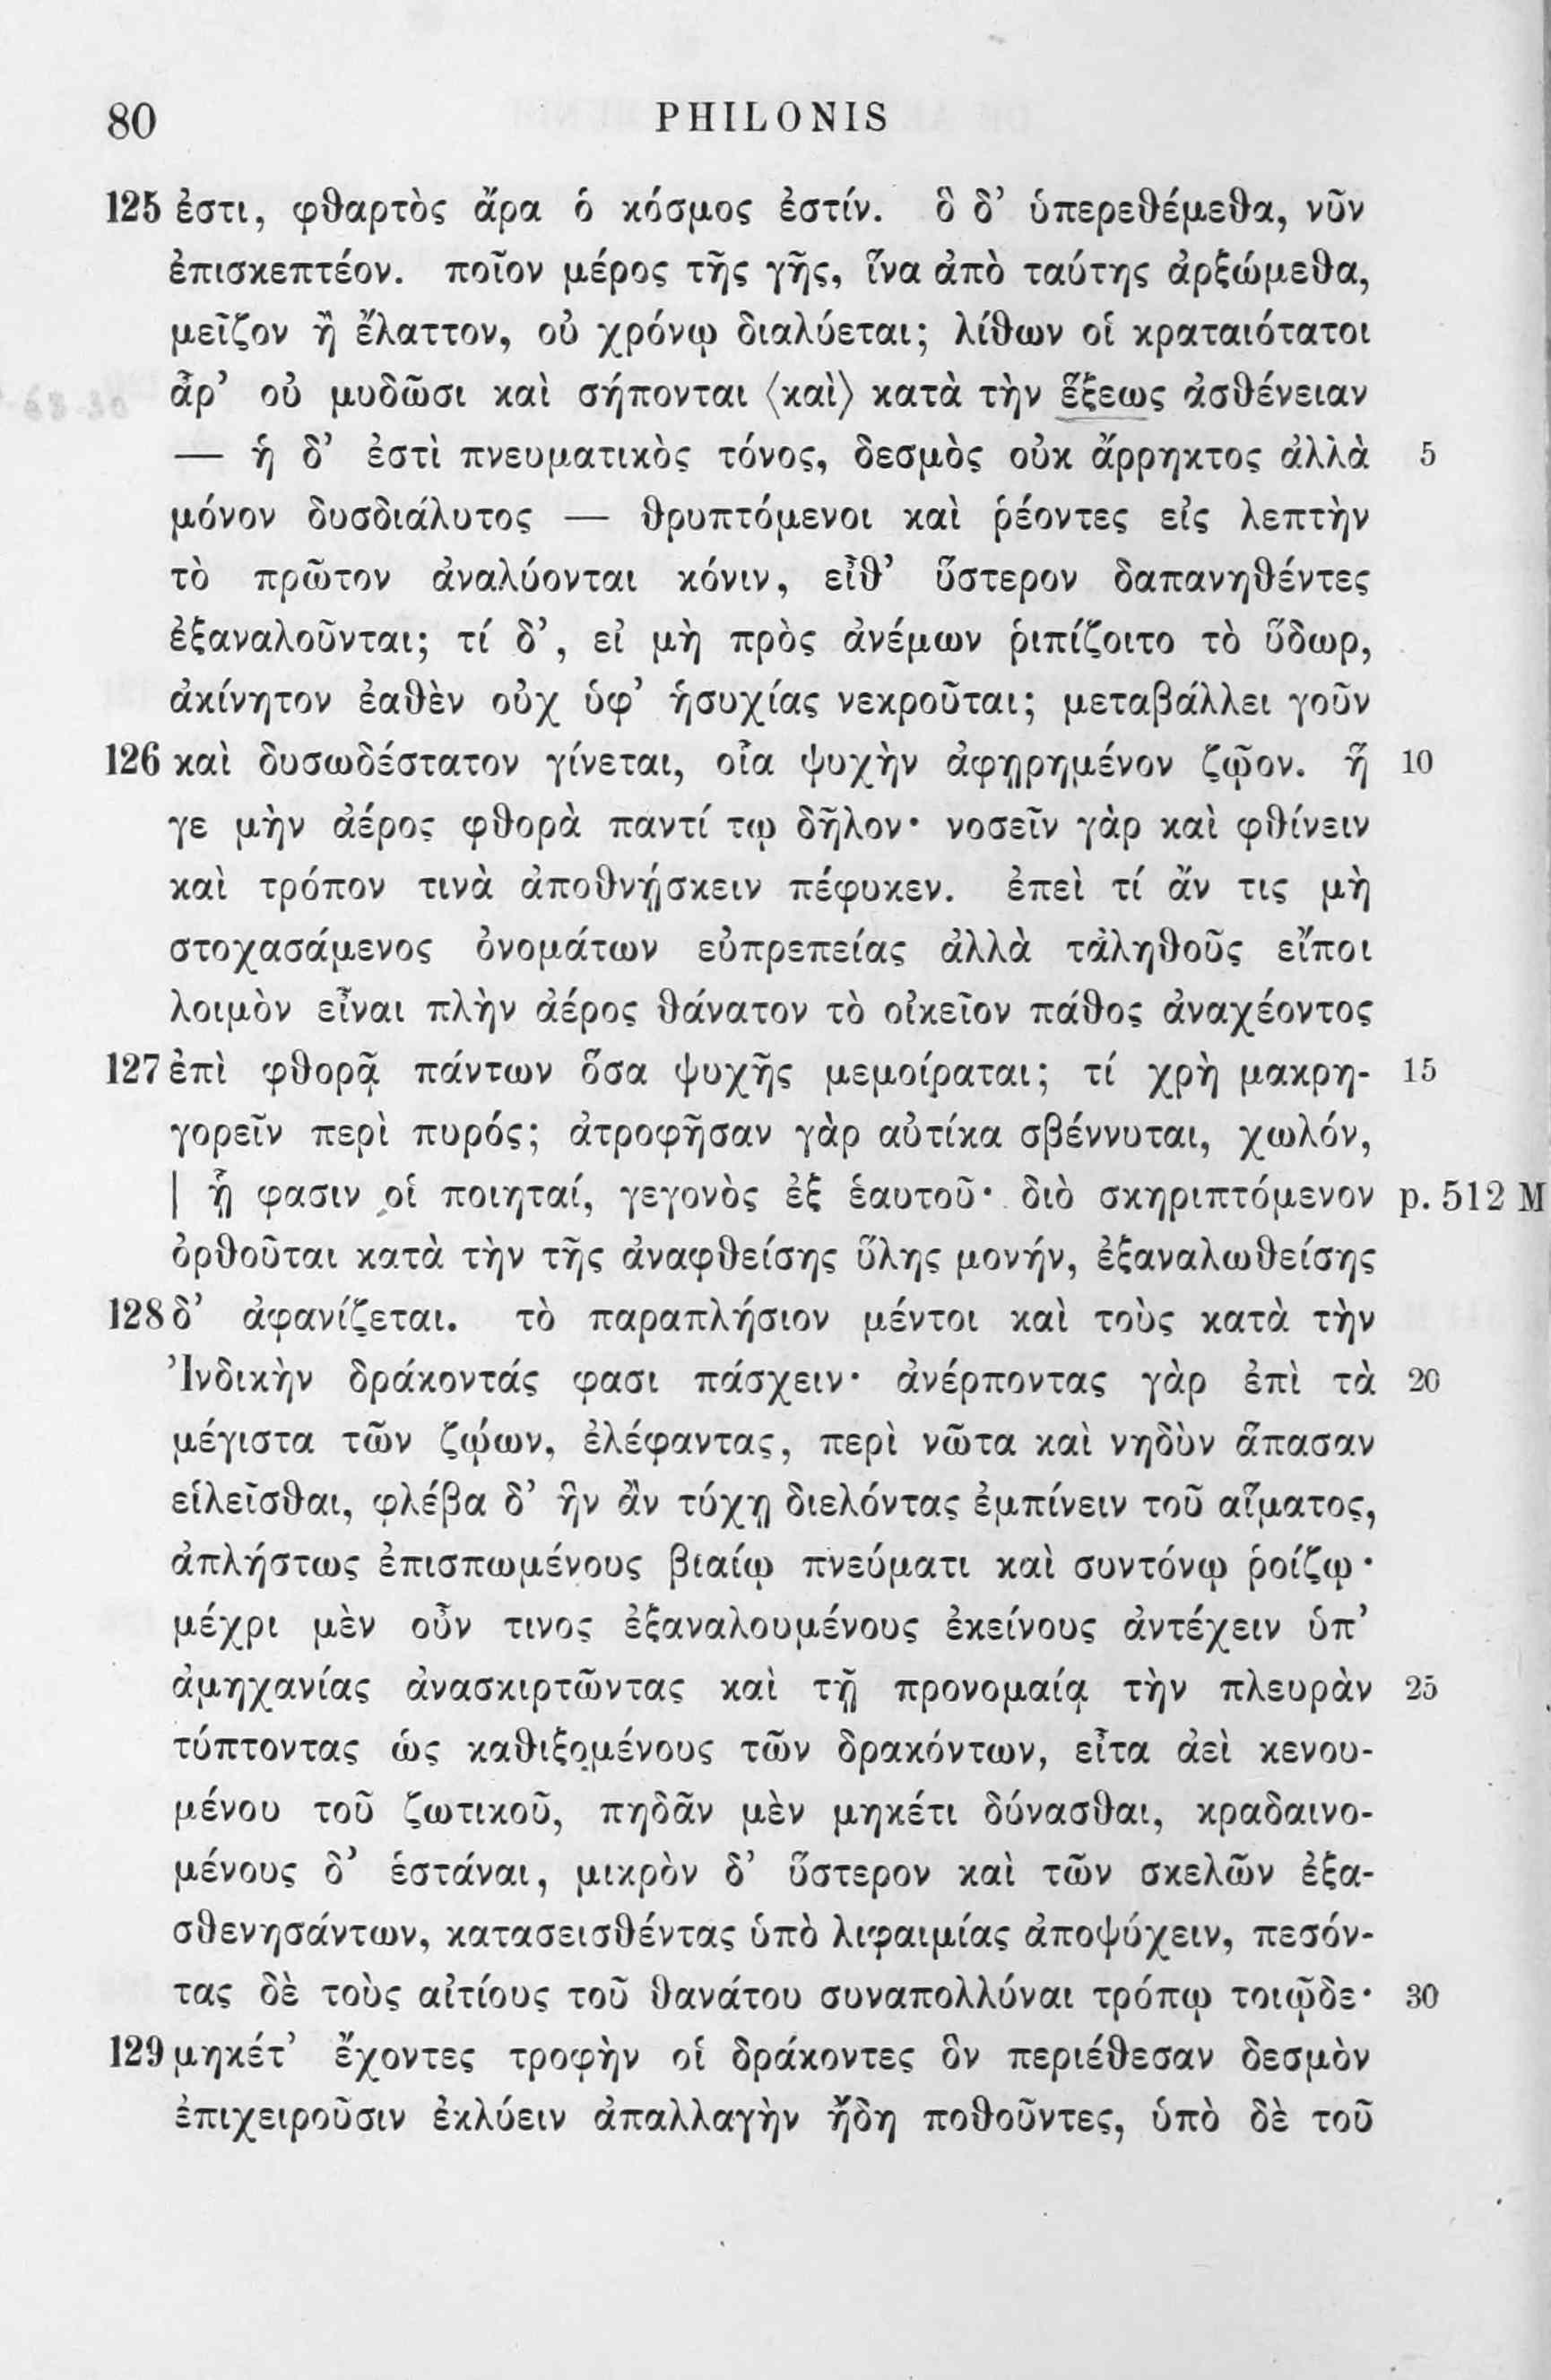 80 PHILONIS
125 ἐστι, φθαρτὸς ἄρα ὁ κόσμος ἐστίν. ὃ δ’ ὑπερεθέμεθα, νῦν
ἐπισκεπτέον. ποῖον μέρος τῆς γῆς, ἵνα ἀπὸ ταύτης ἀρξώμεθα,
μεῖζον ἢ ἔλαττον, οὐ χρόνῳ διαλύεται; λίθων οἱ κραταιότατοι
ἆρ’ οὐ μυδῶσι καὶ σήπονται ⟨καὶ⟩ κατὰ τὴν ἕξεως ἀσθένειαν
— ἡ δ’ ἐστὶ πνευματικὸς τόνος, δεσμὸς οὐκ ἄρρηκτος ἀλλὰ 5
μόνον δυσδιάλυτος — θρυπτόμενοι καὶ ῥέοντες εἰς λεπτὴν
τὸ πρῶτον ἀναλύονται κόνιν, εἶθ’ ὕστερον δαπανηθέντες
ἐξαναλοῦνται; τί δ’, εἰ μὴ πρὸς ἀνέμων ῥιπίζοιτο τὸ ὕδωρ,
ἀκίνητον ἐαθὲν οὐχ ὑφ’ ἡσυχίας νεκροῦται; μεταβάλλει γοῦν
126 καὶ δυσωδέστατον γίνεται, οἷα ψυχὴν ἀφῃρημένον ζῷον. ἥ 10
γε μὴν ἀέρος φθορὰ παντί τῳ δῆλον· νοσεῖν γὰρ καὶ φθίνειν
καὶ τρόπον τινὰ ἀποθνῄσκειν πέφυκεν. ἐπεὶ τί ἄν τις μὴ
στοχασάμενος ὀνομάτων εὐπρεπείας ἀλλὰ τἀληθοῦς εἴποι
λοιμὸν εἶναι πλὴν ἀέρος θάνατον τὸ οἰκεῖον πάθος ἀναχέοντος
127 ἐπὶ φθορᾷ πάντων ὅσα ψυχῆς μεμοίραται; τί χρὴ μακρη- 15
γορεῖν περὶ πυρός; ἀτροφῆσαν γὰρ αὐτίκα σβέννυται, χωλόν,
| ᾗ φασιν οἱ ποιηταί, γεγονὸς ἐξ ἑαυτοῦ· διὸ σκηριπτόμενον p. 512 M
ὀρθοῦται κατὰ τὴν τῆς ἀναφθείσης ὕλης μονήν, ἐξαναλωθείσης
128 δ’ ἀφανίζεται. τὸ παραπλήσιον μέντοι καὶ τοὺς κατὰ τὴν
Ἰνδικὴν δράκοντάς φασι πάσχειν· ἀνέρποντας γὰρ ἐπὶ τὰ 20
μέγιστα τῶν ζῴων, ἐλέφαντας, περὶ νῶτα καὶ νηδὺν ἅπασαν
εἱλεῖσθαι, φλέβα δ’ ἣν ἂν τύχῃ διελόντας ἐμπίνειν τοῦ αἵματος,
ἀπλήστως ἐπισπωμένους βιαίῳ πνεύματι καὶ συντόνῳ ῥοίζῳ·
μέχρι μὲν οὖν τινος ἐξαναλουμένους ἐκείνους ἀντέχειν ὑπ’
ἀμηχανίας ἀνασκιρτῶντας καὶ τῇ προνομαίᾳ τὴν πλευρὰν 25
τύπτοντας ὡς καθιξομένους τῶν δρακόντων, εἶτα ἀεὶ κενου-
μένου τοῦ ζωτικοῦ, πηδᾶν μὲν μηκέτι δύνασθαι, κραδαινο-
μένους δ’ ἑστάναι, μικρὸν δ’ ὕστερον καὶ τῶν σκελῶν ἐξα-
σθενησάντων, κατασεισθέντας ὑπὸ λιφαιμίας ἀποψύχειν, πεσόν-
τας δὲ τοὺς αἰτίους τοῦ θανάτου συναπολλύναι τρόπῳ τοιῷδε· 30
129 μηκέτ’ ἔχοντες τροφὴν οἱ δράκοντες ὃν περιέθεσαν δεσμὸν
ἐπιχειροῦσιν ἐκλύειν ἀπαλλαγὴν ἤδη ποθοῦντες, ὑπὸ δὲ τοῦ